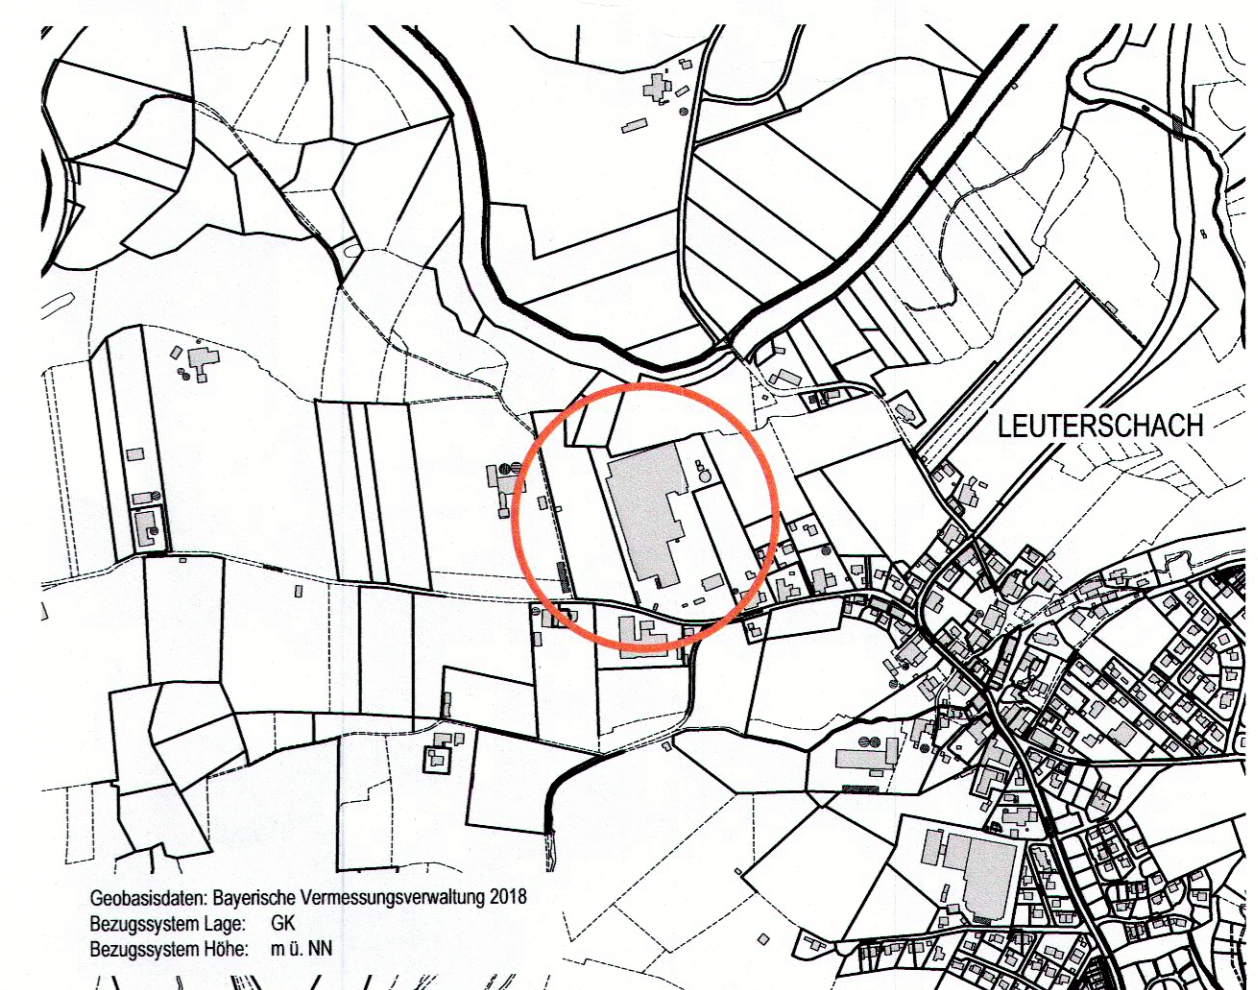 LEUTERSCHACH
Geobasisdaten: Bayerische Vermessungsverwaltung 2018
Bezugssystem Lage: GK
Bezugssystem Höhe: m ü. NN